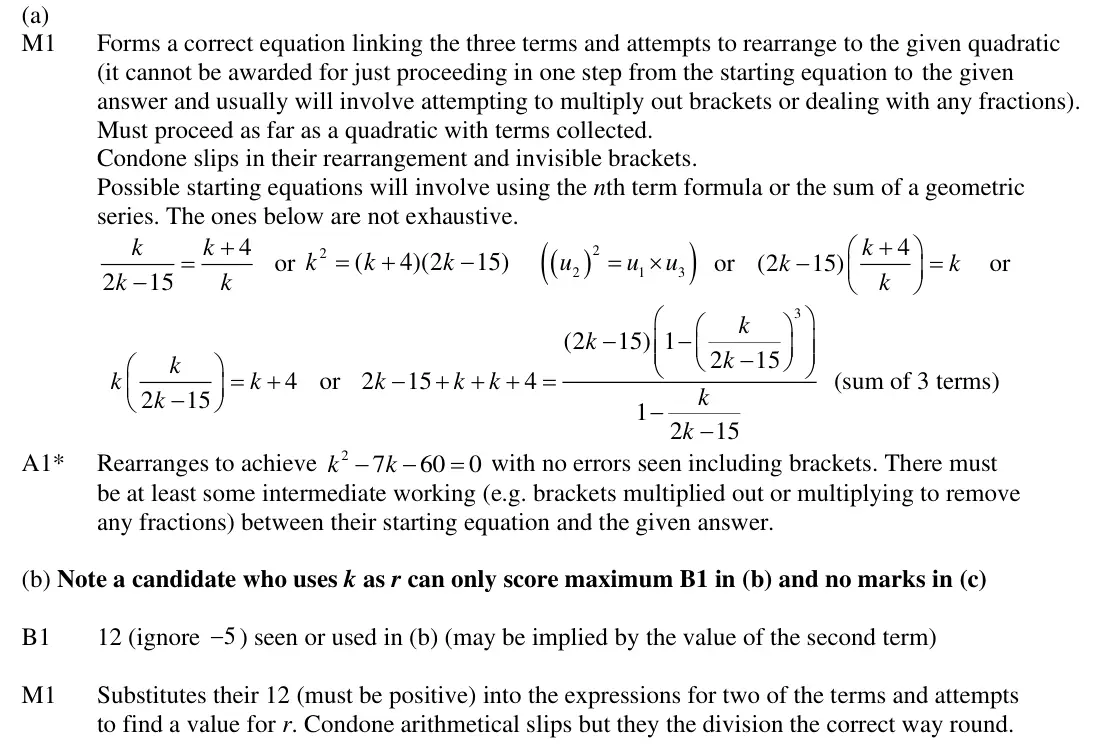 (a)
M1 Forms a correct equation linking the three terms and attempts to rearrange to the given quadratic
(it cannot be awarded for just proceeding in one step from the starting equation to the given
answer and usually will involve attempting to multiply out brackets or dealing with any fractions).
Must proceed as far as a quadratic with terms collected.
Condone slips in their rearrangement and invisible brackets.
Possible starting equations will involve using the nth term formula or the sum of a geometric
series. The ones below are not exhaustive.
k/(2k−15) = (k+4)/k or k² = (k+4)(2k−15) ((u₂)² = u₁×u₃) or (2k−15)((k+4)/k) = k or
k(k/(2k−15)) = k+4 or 2k−15+k+k+4 = ((2k−15)(1−(k/(2k−15))³))/(1−k/(2k−15)) (sum of 3 terms)
A1* Rearranges to achieve k²−7k−60=0 with no errors seen including brackets. There must
be at least some intermediate working (e.g. brackets multiplied out or multiplying to remove
any fractions) between their starting equation and the given answer.
(b) Note a candidate who uses k as r can only score maximum B1 in (b) and no marks in (c)
B1 12 (ignore −5) seen or used in (b) (may be implied by the value of the second term)
M1 Substitutes their 12 (must be positive) into the expressions for two of the terms and attempts
to find a value for r. Condone arithmetical slips but they the division the correct way round.